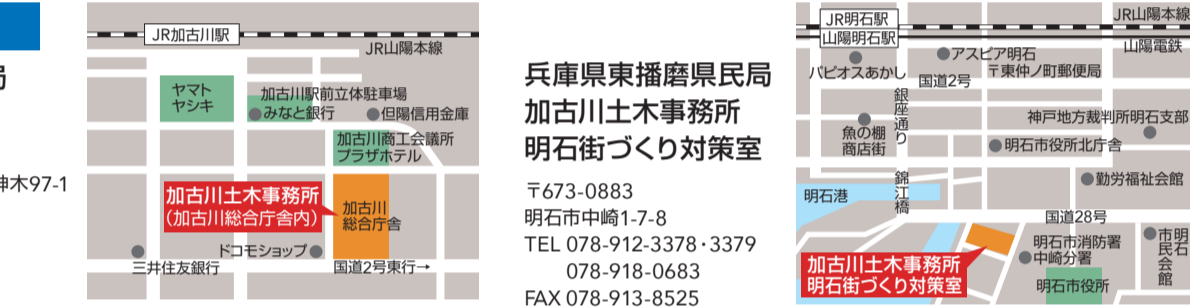 局
神木97-1
JR加古川駅
JR山陽本線
ヤマト
ヤシキ
加古川駅前立体駐車場
みなと銀行
但陽信用金庫
加古川商工会議所
プラザホテル
加古川土木事務所
(加古川総合庁舎内)
加古川
総合庁舎
ドコモショップ
三井住友銀行
国道2号東行→
兵庫県東播磨県民局
加古川土木事務所
明石街づくり対策室
〒673-0883
明石市中崎1-7-8
TEL 078-912-3378・3379
078-918-0683
FAX 078-913-8525
JR明石駅
山陽明石駅
JR山陽本線
山陽電鉄
パピオスあかし
アスピア明石
国道2号
〒東仲ノ町郵便局
銀座通り
魚の棚
商店街
神戸地方裁判所明石支部
明石市役所北庁舎
明石港
錦江橋
勤労福祉会館
国道28号
明石市消防署
中崎分署
明石
市民会館
加古川土木事務所
明石街づくり対策室
明石市役所